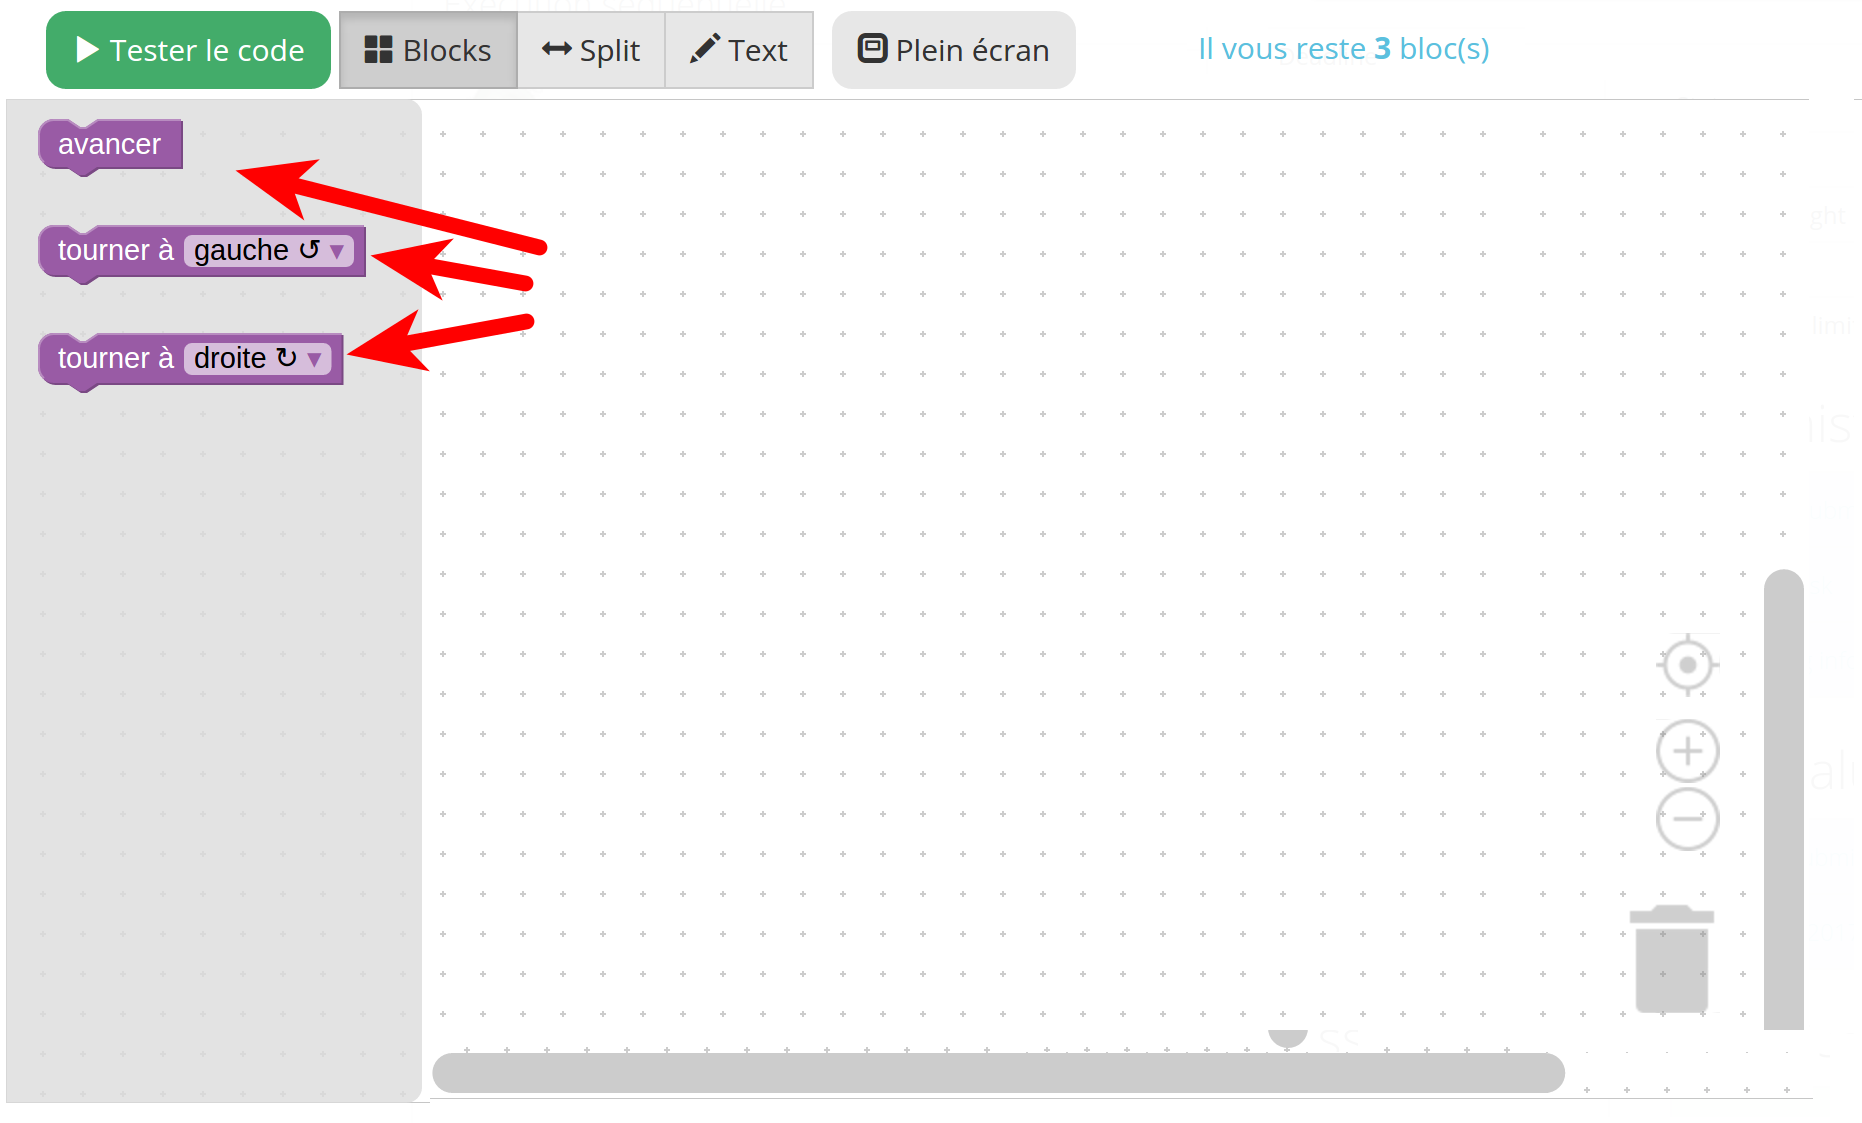 Tester le code Blocks Split Text Plein écran Il vous reste 3 bloc(s)
avancer
tourner à gauche ↺ ▼
tourner à droite ↻ ▼